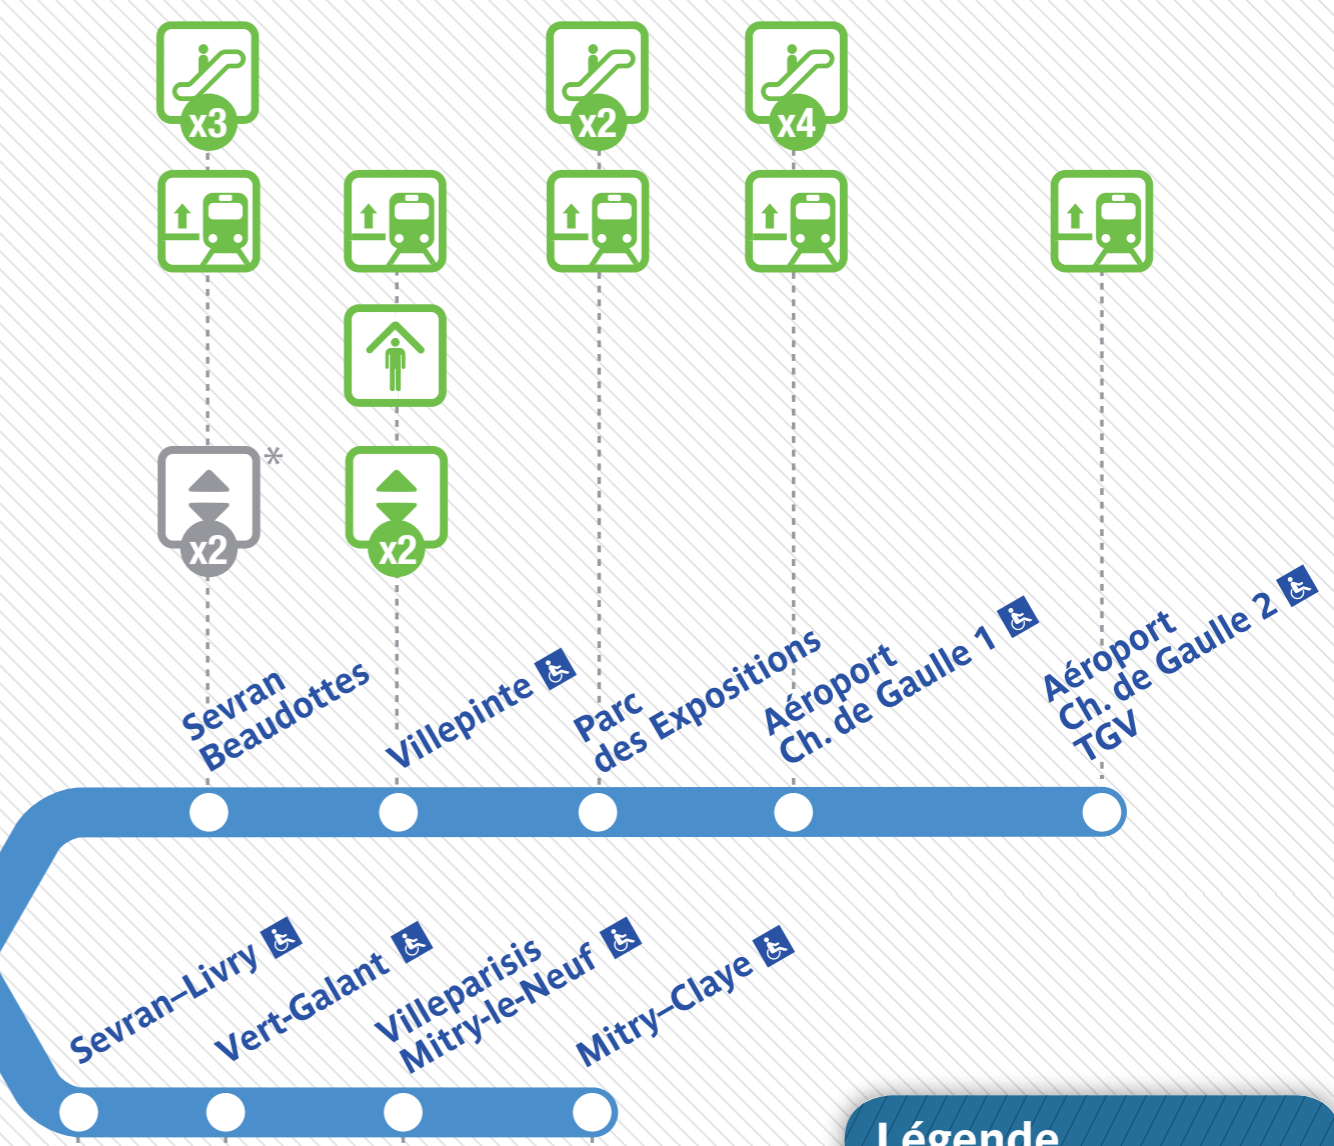 x3
x2
x4
*
x2
x2
Sevran
Beaudottes
Villepinte
Parc
des Expositions
Aéroport
Ch. de Gaulle 1
Aéroport
Ch. de Gaulle 2
TGV
Sevran–Livry
Vert-Galant
Villeparisis
Mitry-le-Neuf
Mitry–Claye
Légende